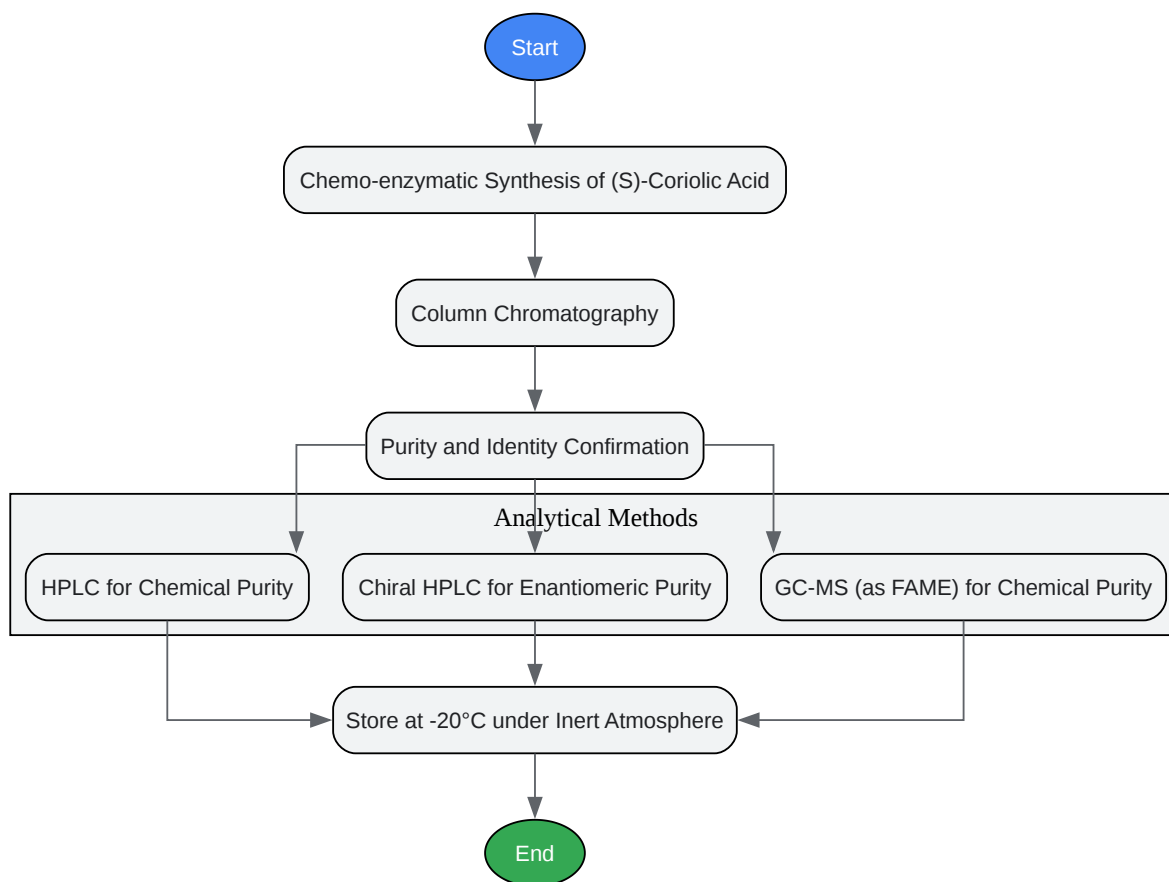 Start
Chemo-enzymatic Synthesis of (S)-Coriolic Acid
Column Chromatography
Purity and Identity Confirmation
Analytical Methods
HPLC for Chemical Purity
Chiral HPLC for Enantiomeric Purity
GC-MS (as FAME) for Chemical Purity
Store at -20°C under Inert Atmosphere
End